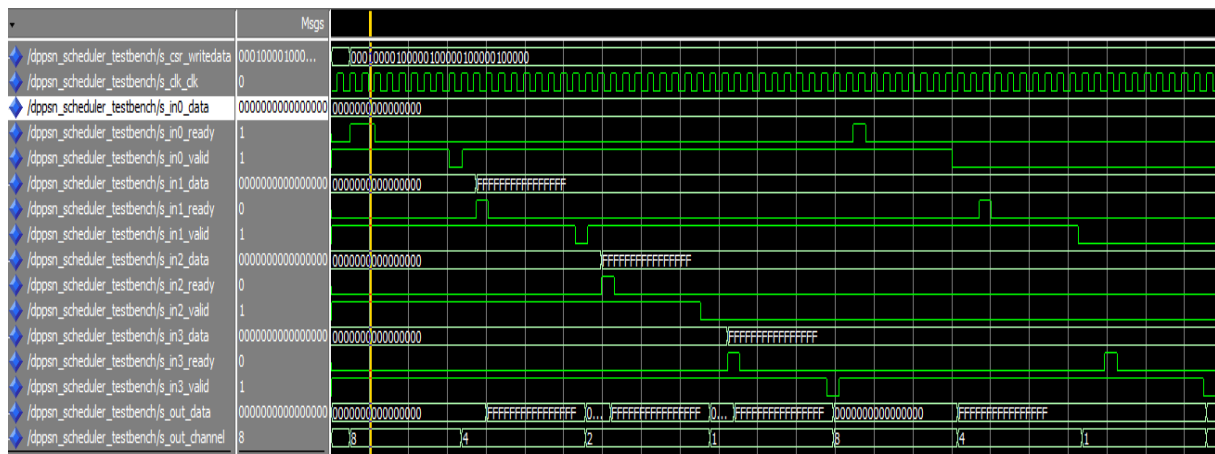 Msgs
/dppsn_scheduler_testbench/s_csr_writedata 000100001000...
/dppsn_scheduler_testbench/s_clk_clk 0
/dppsn_scheduler_testbench/s_in0_data 0000000000000000 0000000000000000
/dppsn_scheduler_testbench/s_in0_ready 1
/dppsn_scheduler_testbench/s_in0_valid 1
/dppsn_scheduler_testbench/s_in1_data 0000000000000000 0000000000000000 FFFFFFFFFFFFFFFF
/dppsn_scheduler_testbench/s_in1_ready 0
/dppsn_scheduler_testbench/s_in1_valid 1
/dppsn_scheduler_testbench/s_in2_data 0000000000000000 0000000000000000 FFFFFFFFFFFFFFFF
/dppsn_scheduler_testbench/s_in2_ready 0
/dppsn_scheduler_testbench/s_in2_valid 1
/dppsn_scheduler_testbench/s_in3_data 0000000000000000 0000000000000000 FFFFFFFFFFFFFFFF
/dppsn_scheduler_testbench/s_in3_ready 0
/dppsn_scheduler_testbench/s_in3_valid 1
/dppsn_scheduler_testbench/s_out_data 0000000000000000 0000000000000000 FFFFFFFFFFFFFFFF 0... FFFFFFFFFFFFFFFF 0... FFFFFFFFFFFFFFFF 0000000000000000 FFFFFFFFFFFFFFFF
/dppsn_scheduler_testbench/s_out_channel 8 8 4 2 1 8 4 1